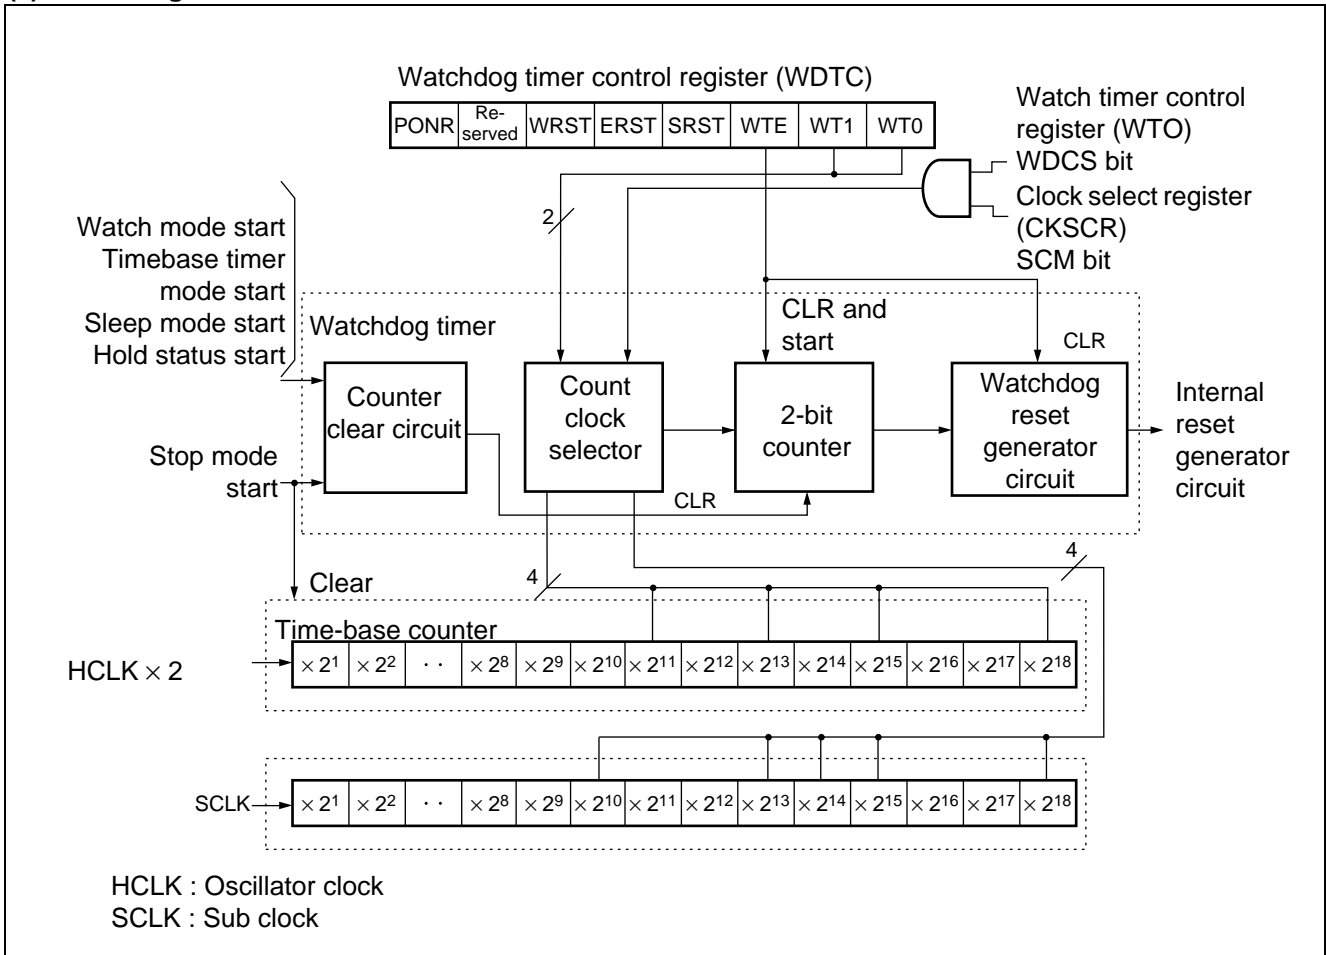 Watchdog timer control register (WDTC)
PONR Re-served WRST ERST SRST WTE WT1 WT0
Watch timer control
register (WTO)
WDCS bit
Clock select register
(CKSCR)
SCM bit
2
Watch mode start
Timebase timer
mode start
Sleep mode start
Hold status start
Watchdog timer
CLR and
start
CLR
Counter
clear circuit
Count
clock
selector
2-bit
counter
Watchdog
reset
generator
circuit
Internal
reset
generator
circuit
Stop mode
start
CLR
4
4
Clear
Time-base counter
HCLK × 2
× 2¹ × 2² ·· × 2⁸ × 2⁹ × 2¹⁰ × 2¹¹ × 2¹² × 2¹³ × 2¹⁴ × 2¹⁵ × 2¹⁶ × 2¹⁷ × 2¹⁸
SCLK
× 2¹ × 2² ·· × 2⁸ × 2⁹ × 2¹⁰ × 2¹¹ × 2¹² × 2¹³ × 2¹⁴ × 2¹⁵ × 2¹⁶ × 2¹⁷ × 2¹⁸
HCLK : Oscillator clock
SCLK : Sub clock